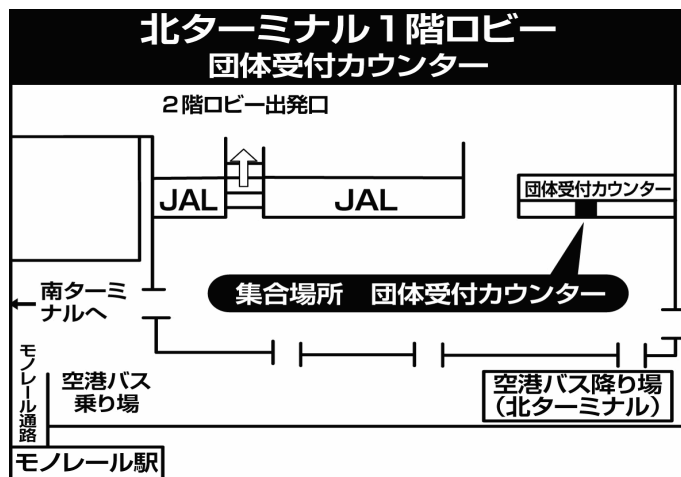 北ターミナル1階ロビー
団体受付カウンター
2階ロビー出発口
JAL
JAL
団体受付カウンター
集合場所 団体受付カウンター
南ターミ
ナルへ
モノレール通路
空港バス
乗り場
空港バス降り場
(北ターミナル)
モノレール駅